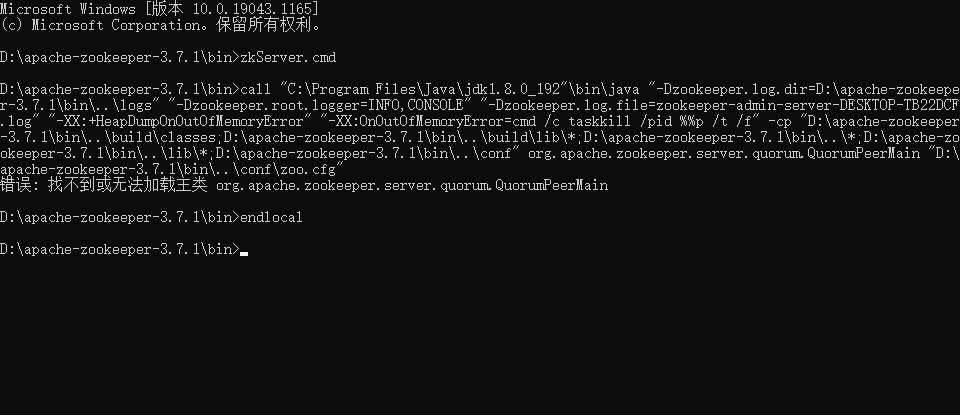 Microsoft Windows [版本 10.0.19043.1165]
(c) Microsoft Corporation。保留所有权利。
D:\apache-zookeeper-3.7.1\bin>zkServer.cmd
D:\apache-zookeeper-3.7.1\bin>call "C:\Program Files\Java\jdk1.8.0_192"\bin\java "-Dzookeeper.log.dir=D:\apache-zookeepe
r-3.7.1\bin\..\logs" "-Dzookeeper.root.logger=INFO,CONSOLE" "-Dzookeeper.log.file=zookeeper-admin-server-DESKTOP-TB22DCF
.log" "-XX:+HeapDumpOnOutOfMemoryError" "-XX:OnOutOfMemoryError=cmd /c taskkill /pid %%p /t /f" -cp "D:\apache-zookeeper
-3.7.1\bin\..\build\classes;D:\apache-zookeeper-3.7.1\bin\..\build\lib\*;D:\apache-zookeeper-3.7.1\bin\..\*;D:\apache-zo
okeeper-3.7.1\bin\..\lib\*;D:\apache-zookeeper-3.7.1\bin\..\conf" org.apache.zookeeper.server.quorum.QuorumPeerMain "D:\
apache-zookeeper-3.7.1\bin\..\conf\zoo.cfg"
错误: 找不到或无法加载主类 org.apache.zookeeper.server.quorum.QuorumPeerMain
D:\apache-zookeeper-3.7.1\bin>endlocal
D:\apache-zookeeper-3.7.1\bin>